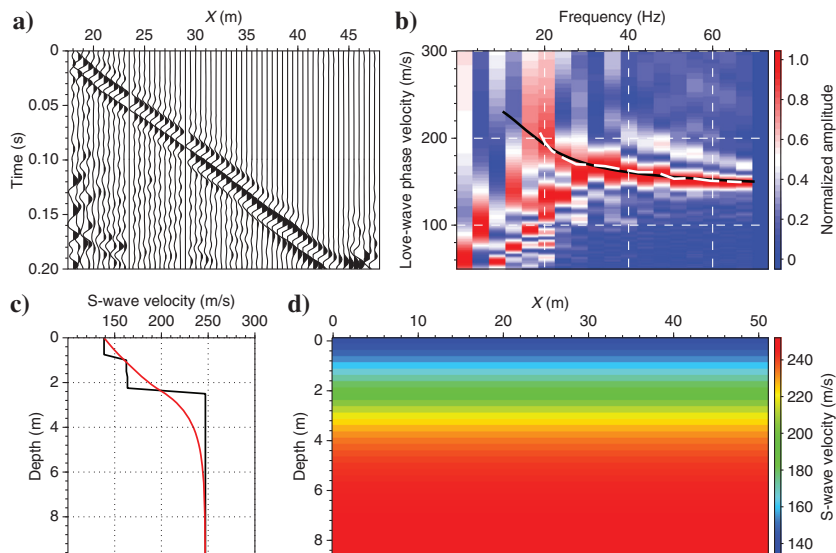 a)
X (m)
20 25 30 35 40 45
0
0.05
0.10
0.15
0.20
Time (s)
b)
Frequency (Hz)
20 40 60
300
200
100
Love-wave phase velocity (m/s)
1.0
0.8
0.6
0.4
0.2
0
Normalized amplitude
c)
S-wave velocity (m/s)
150 200 250 300
0
2
4
6
8
Depth (m)
d)
X (m)
0 10 20 30 40 50
0
2
4
6
8
Depth (m)
240
220
200
180
160
140
S-wave velocity (m/s)